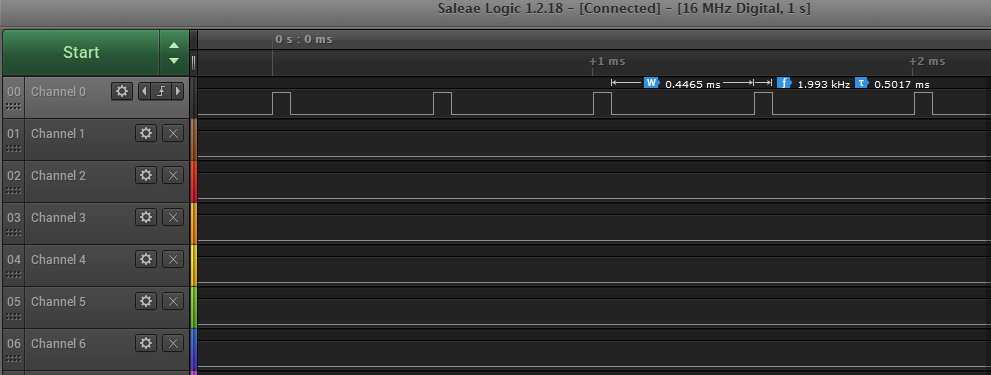 Saleae Logic 1.2.18 – [Connected] – [16 MHz Digital, 1 s]
Start
0 s : 0 ms
+1 ms
+2 ms
00 Channel 0
W 0.4465 ms f 1.993 kHz τ 0.5017 ms
01 Channel 1
02 Channel 2
03 Channel 3
04 Channel 4
05 Channel 5
06 Channel 6